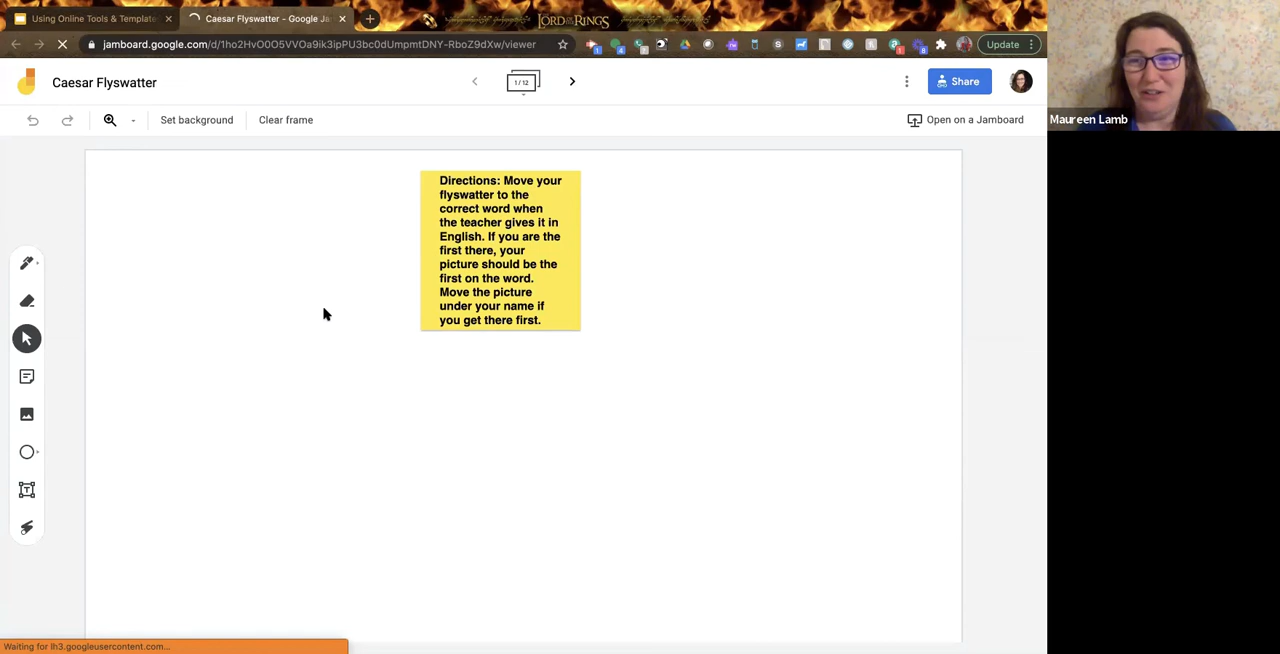 Using Online Tools & Template
Caesar Flyswatter - Google Ja
LORD OF THE RINGS
jamboard.google.com/d/1ho2HvO0O5VVOa9ik3ipPU3bc0dUmpmtDNY-RboZ9dXw/viewer
Update
Caesar Flyswatter
1 / 12
Share
Set background
Clear frame
Open on a Jamboard
Maureen Lamb
Directions: Move your
flyswatter to the
correct word when
the teacher gives it in
English. If you are the
first there, your
picture should be the
first on the word.
Move the picture
under your name if
you get there first.
Waiting for lh3.googleusercontent.com...